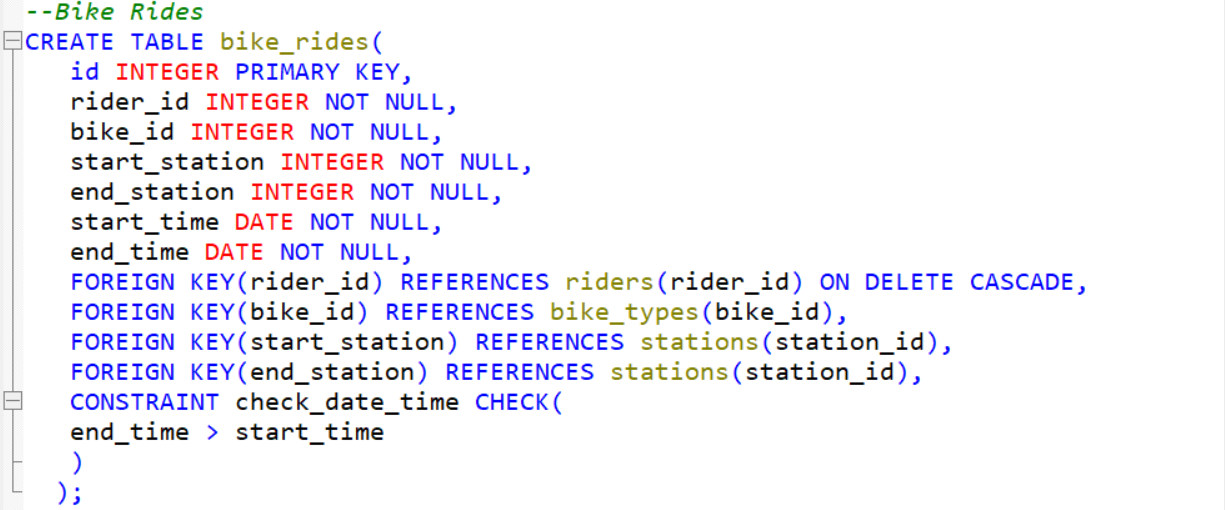 --Bike Rides
CREATE TABLE bike_rides(
id INTEGER PRIMARY KEY,
rider_id INTEGER NOT NULL,
bike_id INTEGER NOT NULL,
start_station INTEGER NOT NULL,
end_station INTEGER NOT NULL,
start_time DATE NOT NULL,
end_time DATE NOT NULL,
FOREIGN KEY(rider_id) REFERENCES riders(rider_id) ON DELETE CASCADE,
FOREIGN KEY(bike_id) REFERENCES bike_types(bike_id),
FOREIGN KEY(start_station) REFERENCES stations(station_id),
FOREIGN KEY(end_station) REFERENCES stations(station_id),
CONSTRAINT check_date_time CHECK(
end_time > start_time
)
);